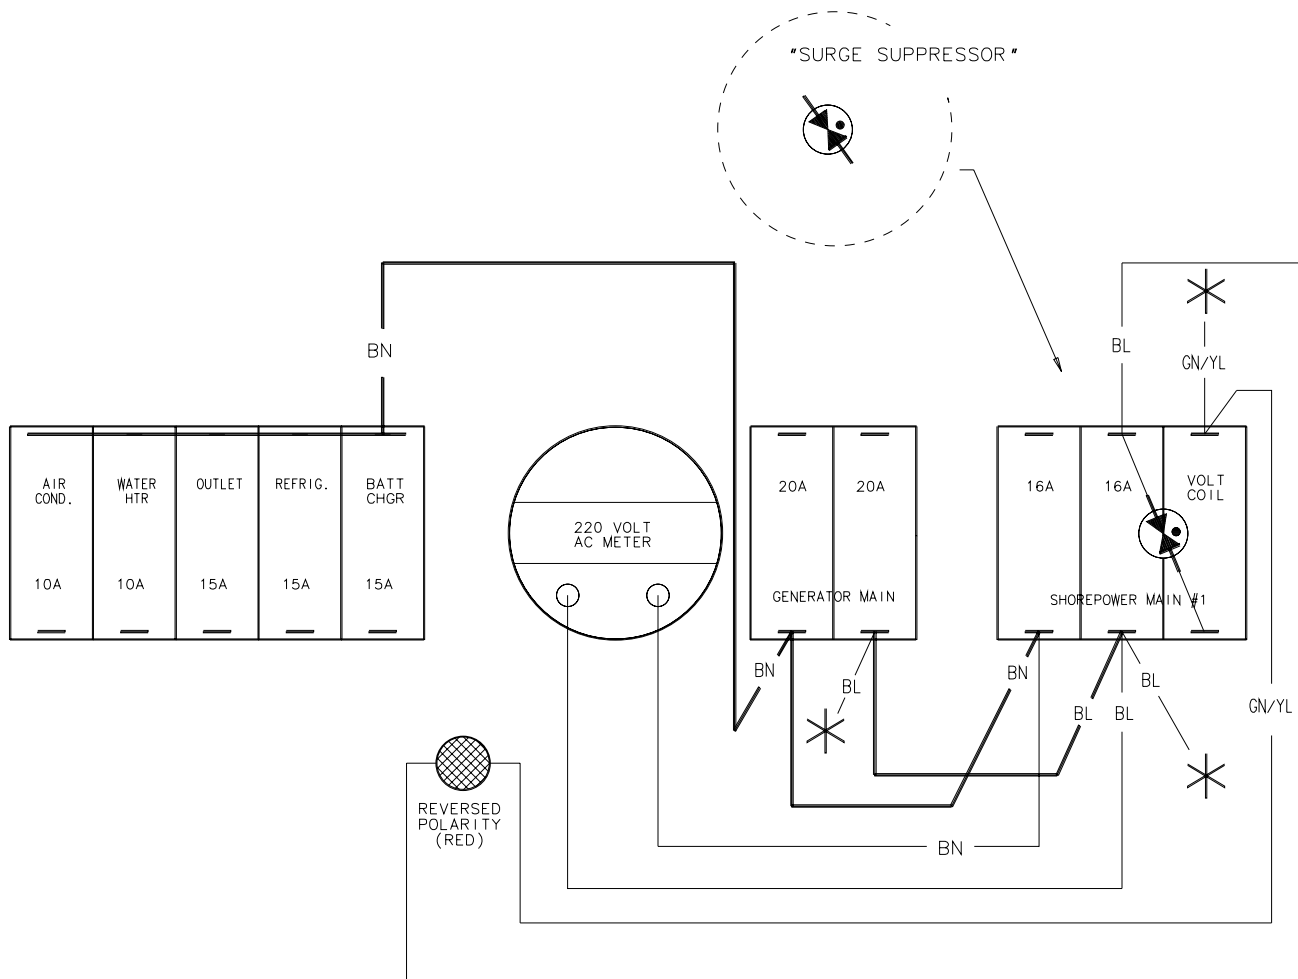 "SURGE SUPPRESSOR"
BN
BL
GN/YL
AIR
COND.
WATER
HTR
OUTLET
REFRIG.
BATT
CHGR
10A
10A
15A
15A
15A
220 VOLT
AC METER
20A
20A
GENERATOR MAIN
16A
16A
VOLT
COIL
SHOREPOWER MAIN #1
BN
BL
BN
BL
BL
BL
GN/YL
REVERSED
POLARITY
(RED)
BN